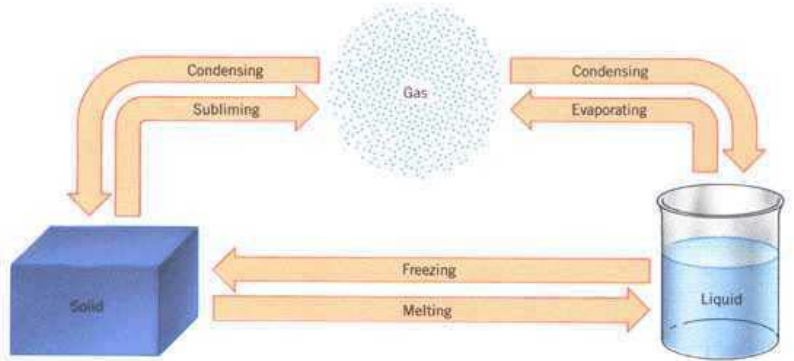 Condensing
Condensing
Gas
Subliming
Evaporating
Freezing
Solid
Liquid
Melting